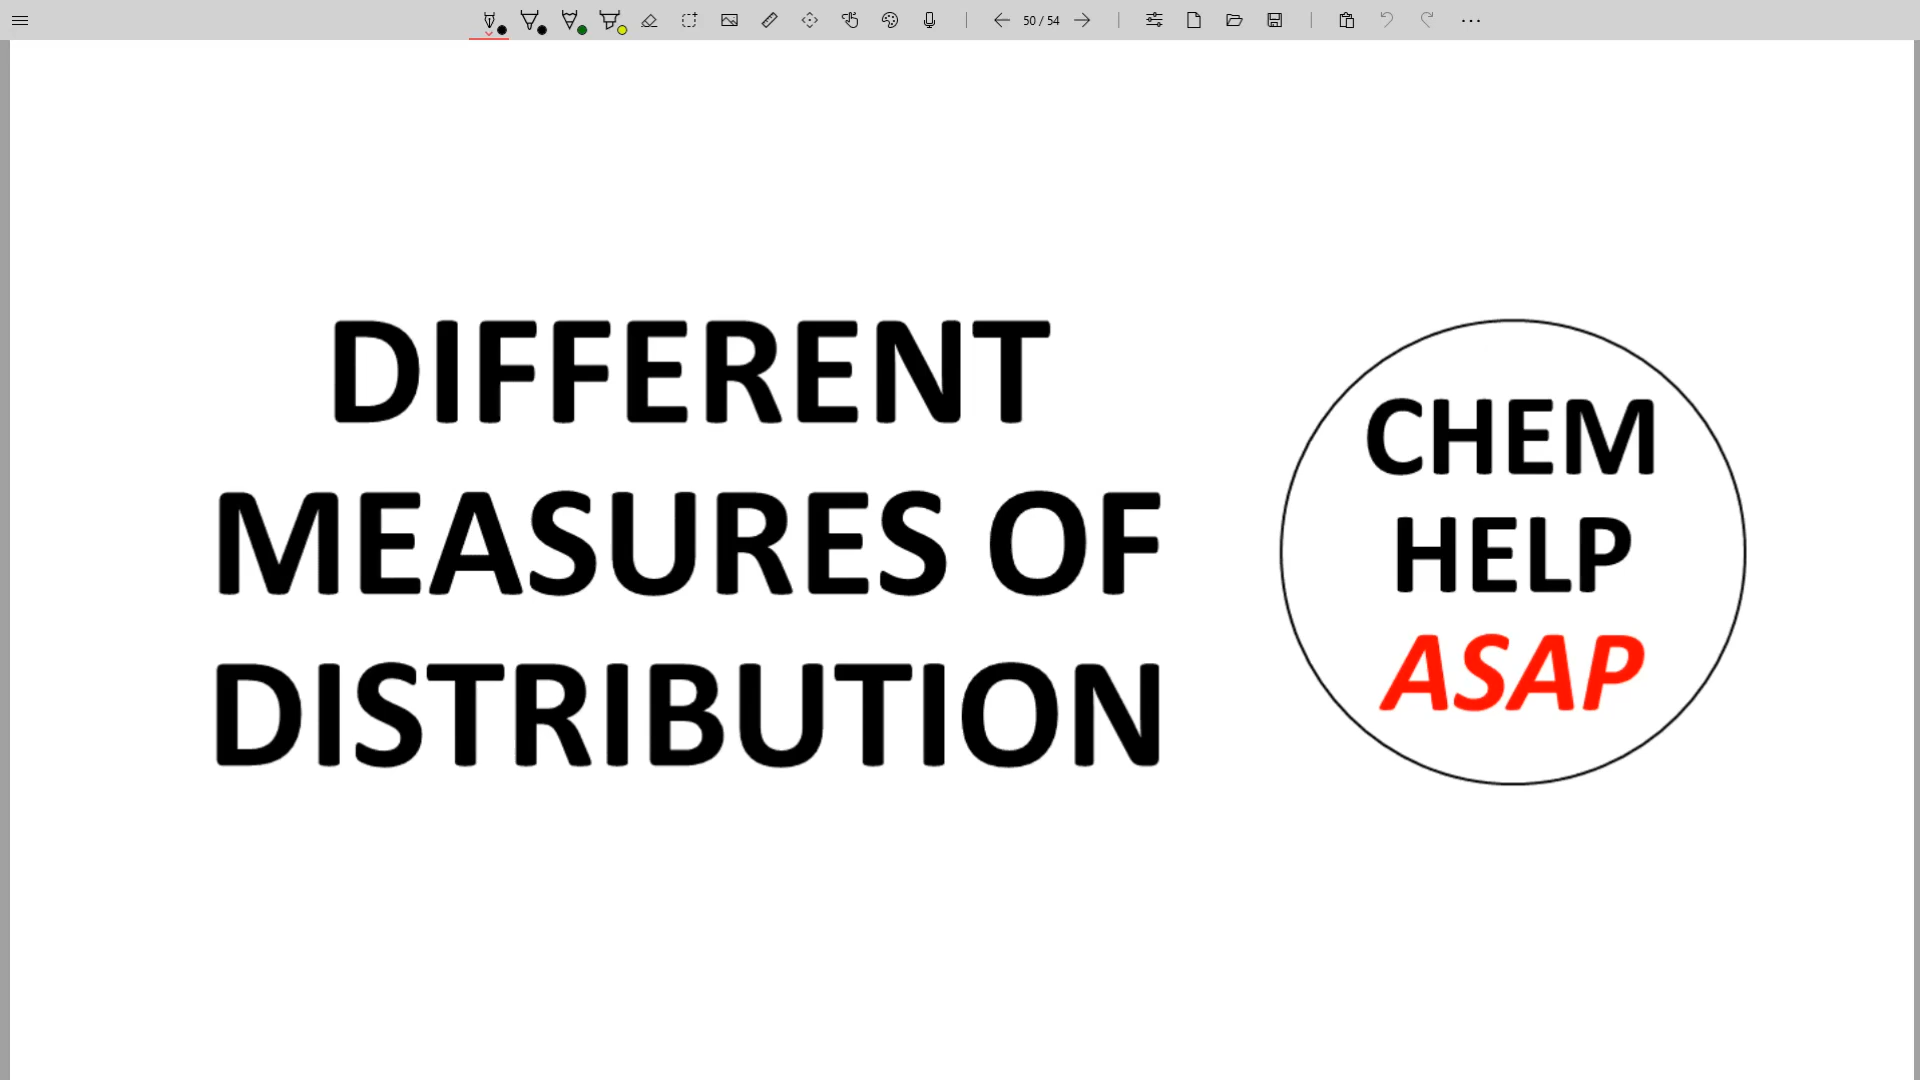 50 / 54
DIFFERENT
MEASURES OF
DISTRIBUTION
CHEM
HELP
ASAP